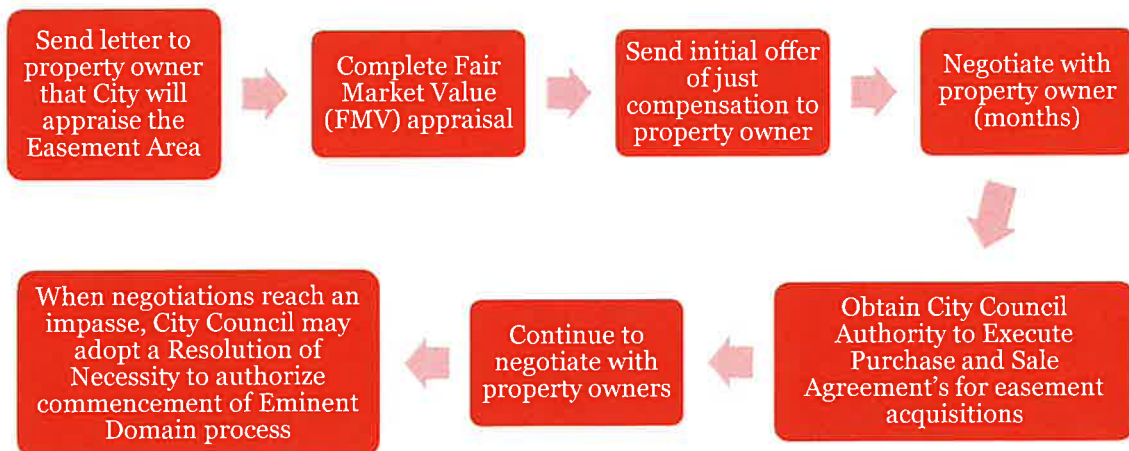 Send letter to
property owner
that City will
appraise the
Easement Area
Complete Fair
Market Value
(FMV) appraisal
Send initial offer
of just
compensation to
property owner
Negotiate with
property owner
(months)
Obtain City Council
Authority to Execute
Purchase and Sale
Agreement's for easement
acquisitions
Continue to
negotiate with
property owners
When negotiations reach an
impasse, City Council may
adopt a Resolution of
Necessity to authorize
commencement of Eminent
Domain process